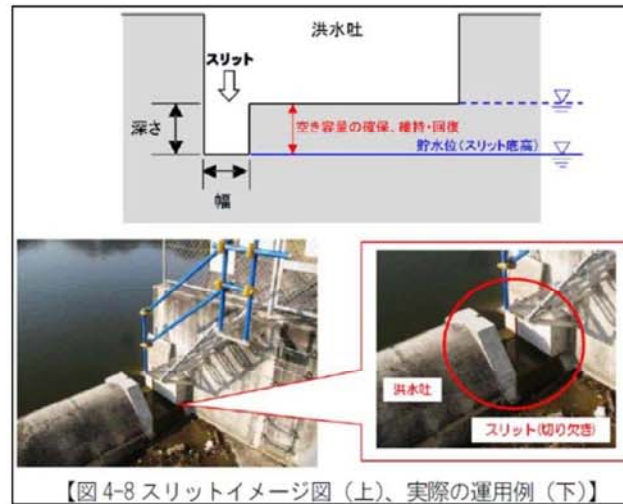 洪水吐
スリット
深さ
空き容量の確保、維持・回復
貯水位(スリット底高)
幅
洪水吐
スリット(切り欠き)
【図 4-8 スリットイメージ図（上）、実際の運用例（下）】